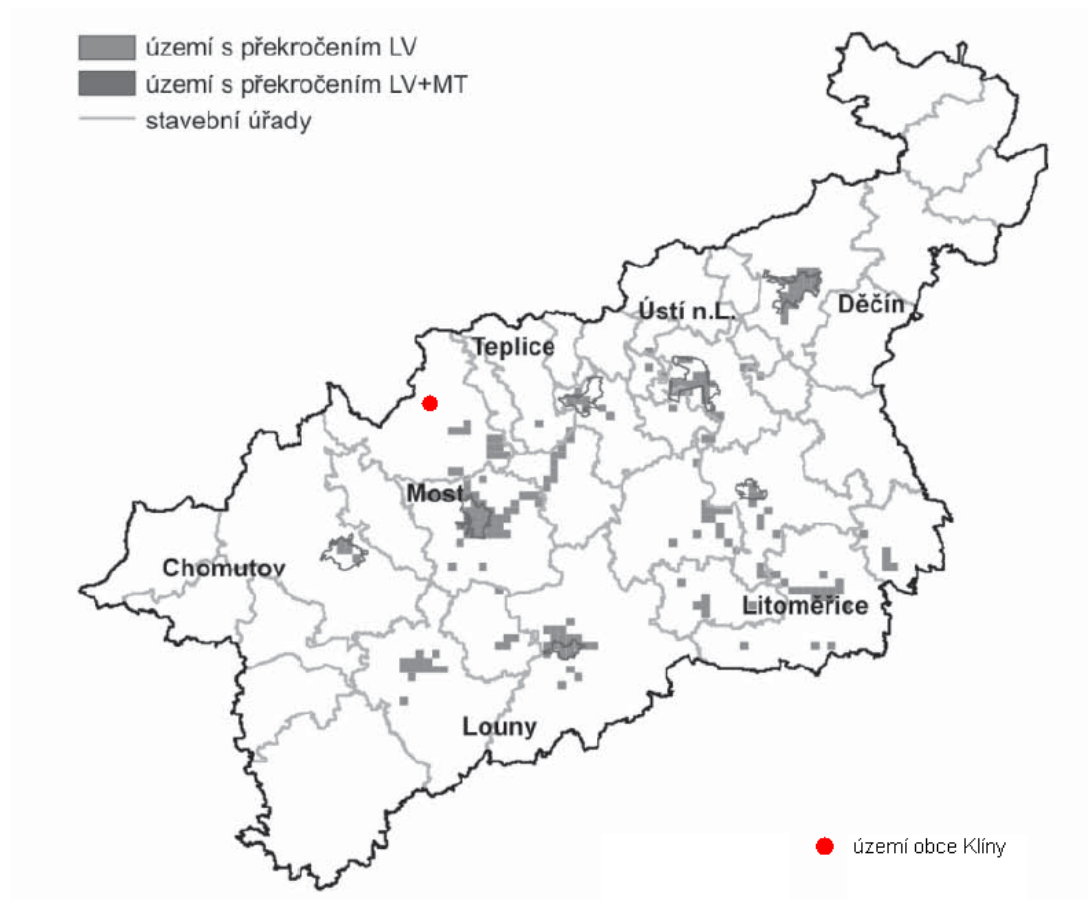 území s překročením LV
území s překročením LV+MT
stavební úřady
Děčín
Ústí n.L.
Teplice
Most
Chomutov
Litoměřice
Louny
území obce Klíny